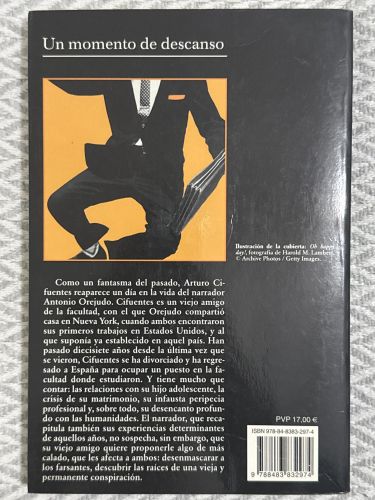 Un momento de descanso
Ilustración de la cubierta: Oh happy
day!, fotografía de Harold M. Lambert.
© Archive Photos / Getty Images.
Como un fantasma del pasado, Arturo Ci-
fuentes reaparece un día en la vida del narrador
Antonio Orejudo. Cifuentes es un viejo amigo
de la facultad, con el que Orejudo compartió
casa en Nueva York, cuando ambos encontraron
sus primeros trabajos en Estados Unidos, y al
que suponía ya establecido en aquel país. Han
pasado diecisiete años desde la última vez que
se vieron, Cifuentes se ha divorciado y ha regre-
sado a España para ocupar un puesto en la
facultad donde estudiaron. Y tiene mucho que
contar: las relaciones con su hijo adolescente, la
crisis de su matrimonio, su infausta peripecia
profesional y, sobre todo, su desencanto profun-
do con las humanidades. El narrador, que reca-
pitula también sus experiencias determinantes
de aquellos años, no sospecha, sin embargo, que
su viejo amigo quiere proponerle algo de más
calado, que les afecta a ambos: desenmascarar a
los farsantes, descubrir las raíces de una vieja y
permanente conspiración.
PVP 17,00 €
ISBN 978-84-8383-297-4
9 788483 832974